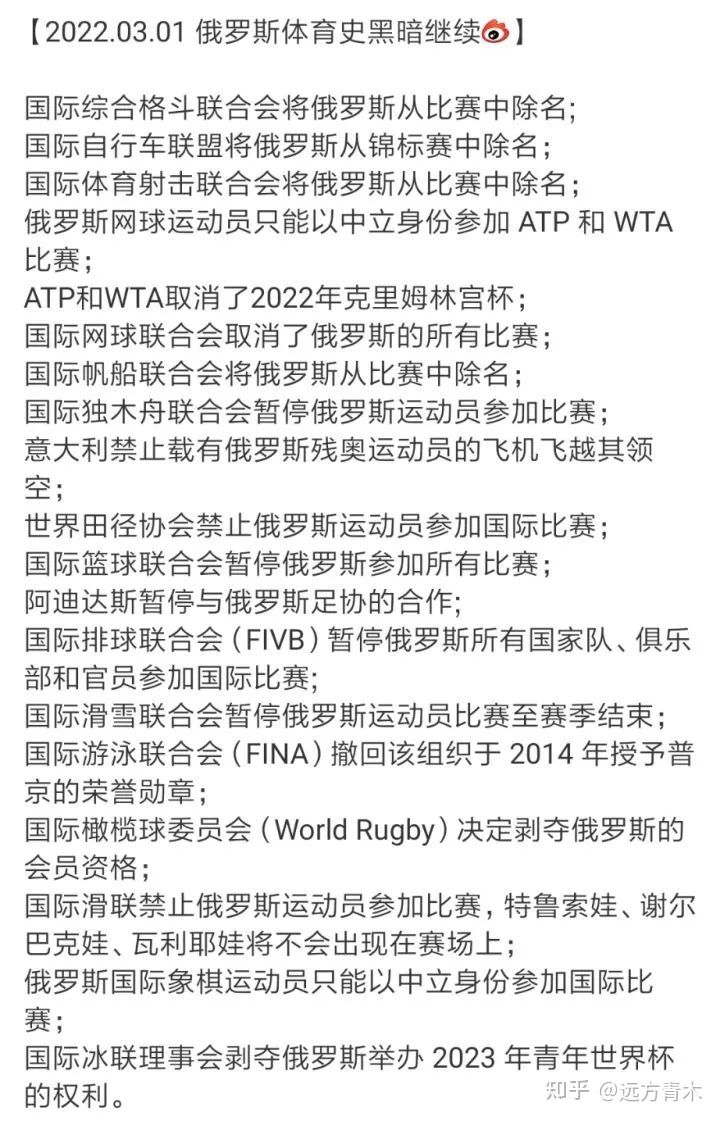 【2022.03.01 俄罗斯体育史黑暗继续】
国际综合格斗联合会将俄罗斯从比赛中除名;
国际自行车联盟将俄罗斯从锦标赛中除名；
国际体育射击联合会将俄罗斯从比赛中除名；
俄罗斯网球运动员只能以中立身份参加 ATP 和 WTA
比赛；
ATP和WTA取消了2022年克里姆林宫杯；
国际网球联合会取消了俄罗斯的所有比赛；
国际帆船联合会将俄罗斯从比赛中除名；
国际独木舟联合会暂停俄罗斯运动员参加比赛；
意大利禁止载有俄罗斯残奥运动员的飞机飞越其领
空；
世界田径协会禁止俄罗斯运动员参加国际比赛；
国际篮球联合会暂停俄罗斯参加所有比赛；
阿迪达斯暂停与俄罗斯足协的合作;
国际排球联合会（FIVB）暂停俄罗斯所有国家队、俱乐
部和官员参加国际比赛;
国际滑雪联合会暂停俄罗斯运动员比赛至赛季结束；
国际游泳联合会（FINA）撤回该组织于 2014 年授予普
京的荣誉勋章；
国际橄榄球委员会（World Rugby）决定剥夺俄罗斯的
会员资格；
国际滑联禁止俄罗斯运动员参加比赛，特鲁索娃、谢尔
巴克娃、瓦利耶娃将不会出现在赛场上；
俄罗斯国际象棋运动员只能以中立身份参加国际比
赛；
国际冰联理事会剥夺俄罗斯举办 2023 年青年世界杯
的权利。
知乎 @远方青木